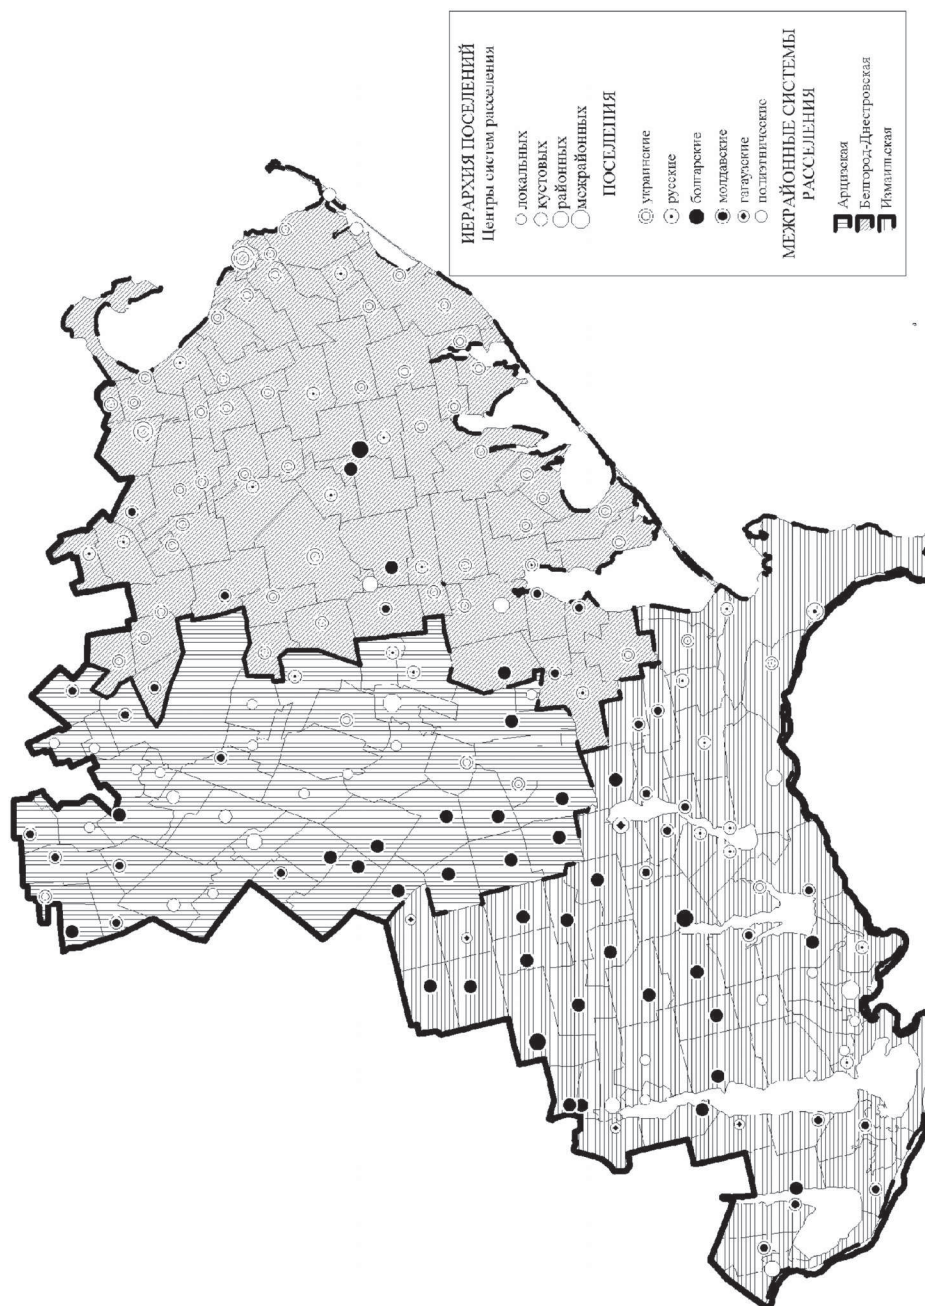 ИЕРАРХИЯ ПОСЕЛЕНИЙ
Центры систем расселения
локальных
кустовых
районных
межрайонных
ПОСЕЛЕНИЯ
украинские
русские
болгарские
молдавские
гагаузские
полиэтнические
МЕЖРАЙОННЫЕ СИСТЕМЫ
РАССЕЛЕНИЯ
Арцизская
Белгород-Днестровская
Измаильская